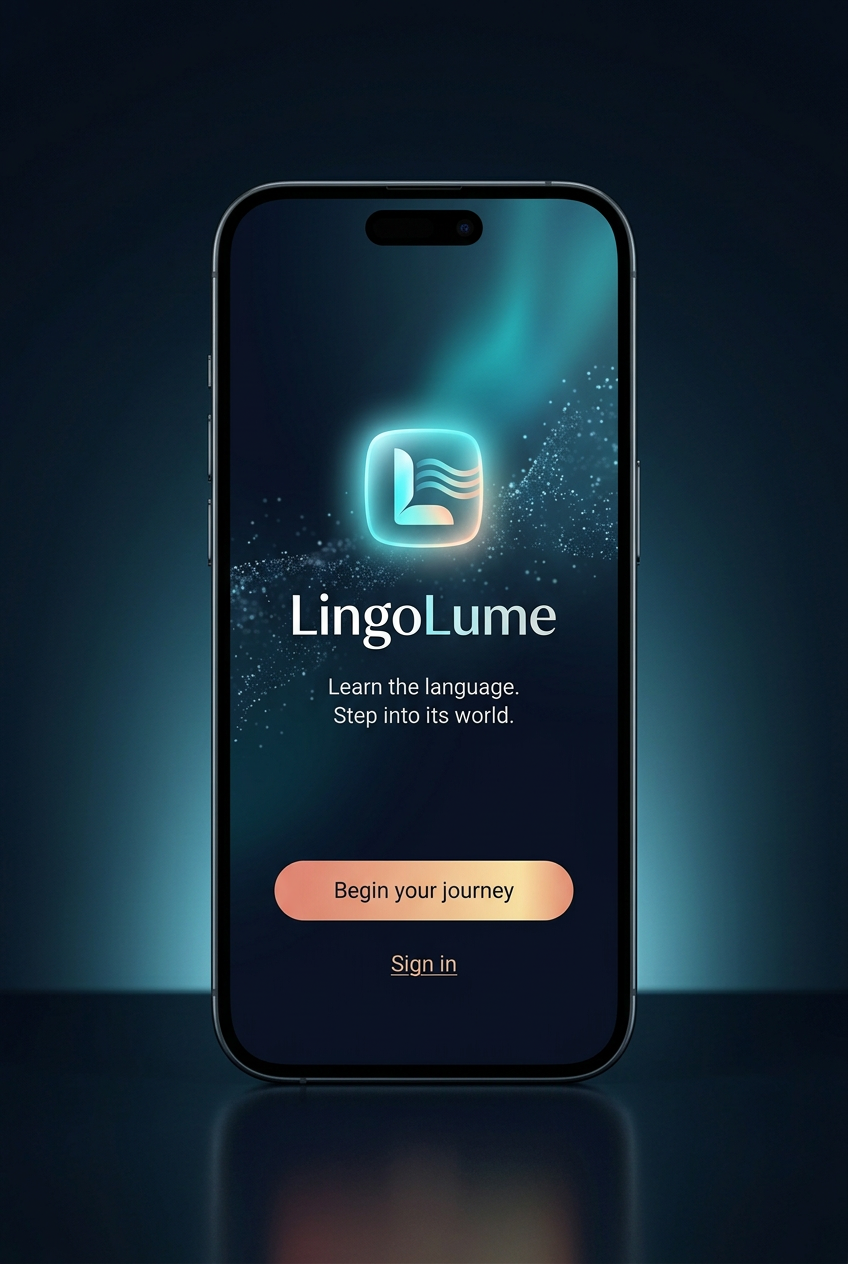 LingoLume
Learn the language.
Step into its world.
Begin your journey
Sign in